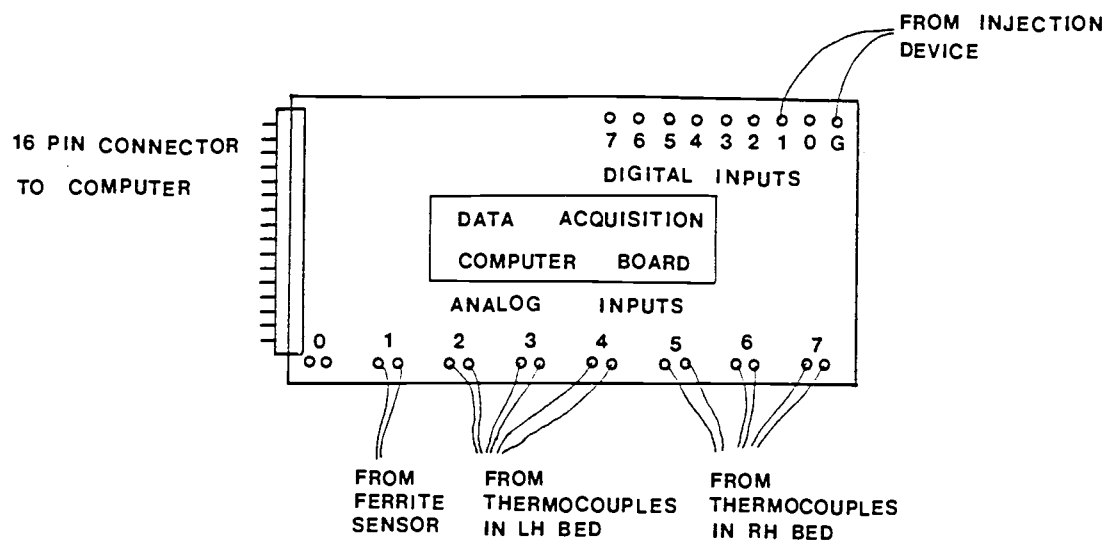 FROM INJECTION
DEVICE
16 PIN CONNECTOR
TO COMPUTER
7 6 5 4 3 2 1 0 G
DIGITAL INPUTS
DATA ACQUISITION
COMPUTER BOARD
ANALOG INPUTS
0 1 2 3 4 5 6 7
FROM
FERRITE
SENSOR
FROM
THERMOCOUPLES
IN LH BED
FROM
THERMOCOUPLES
IN RH BED